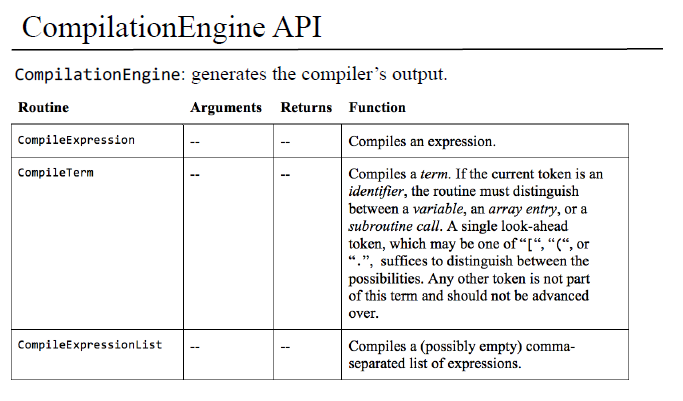 CompilationEngine API
CompilationEngine: generates the compiler's output.
Routine Arguments Returns Function
CompileExpression -- -- Compiles an expression.
CompileTerm -- -- Compiles a term. If the current token is an
identifier, the routine must distinguish
between a variable, an array entry, or a
subroutine call. A single look-ahead
token, which may be one of “[“, “(“, or
“.”, suffices to distinguish between the
possibilities. Any other token is not part
of this term and should not be advanced
over.
CompileExpressionList -- -- Compiles a (possibly empty) comma-
separated list of expressions.